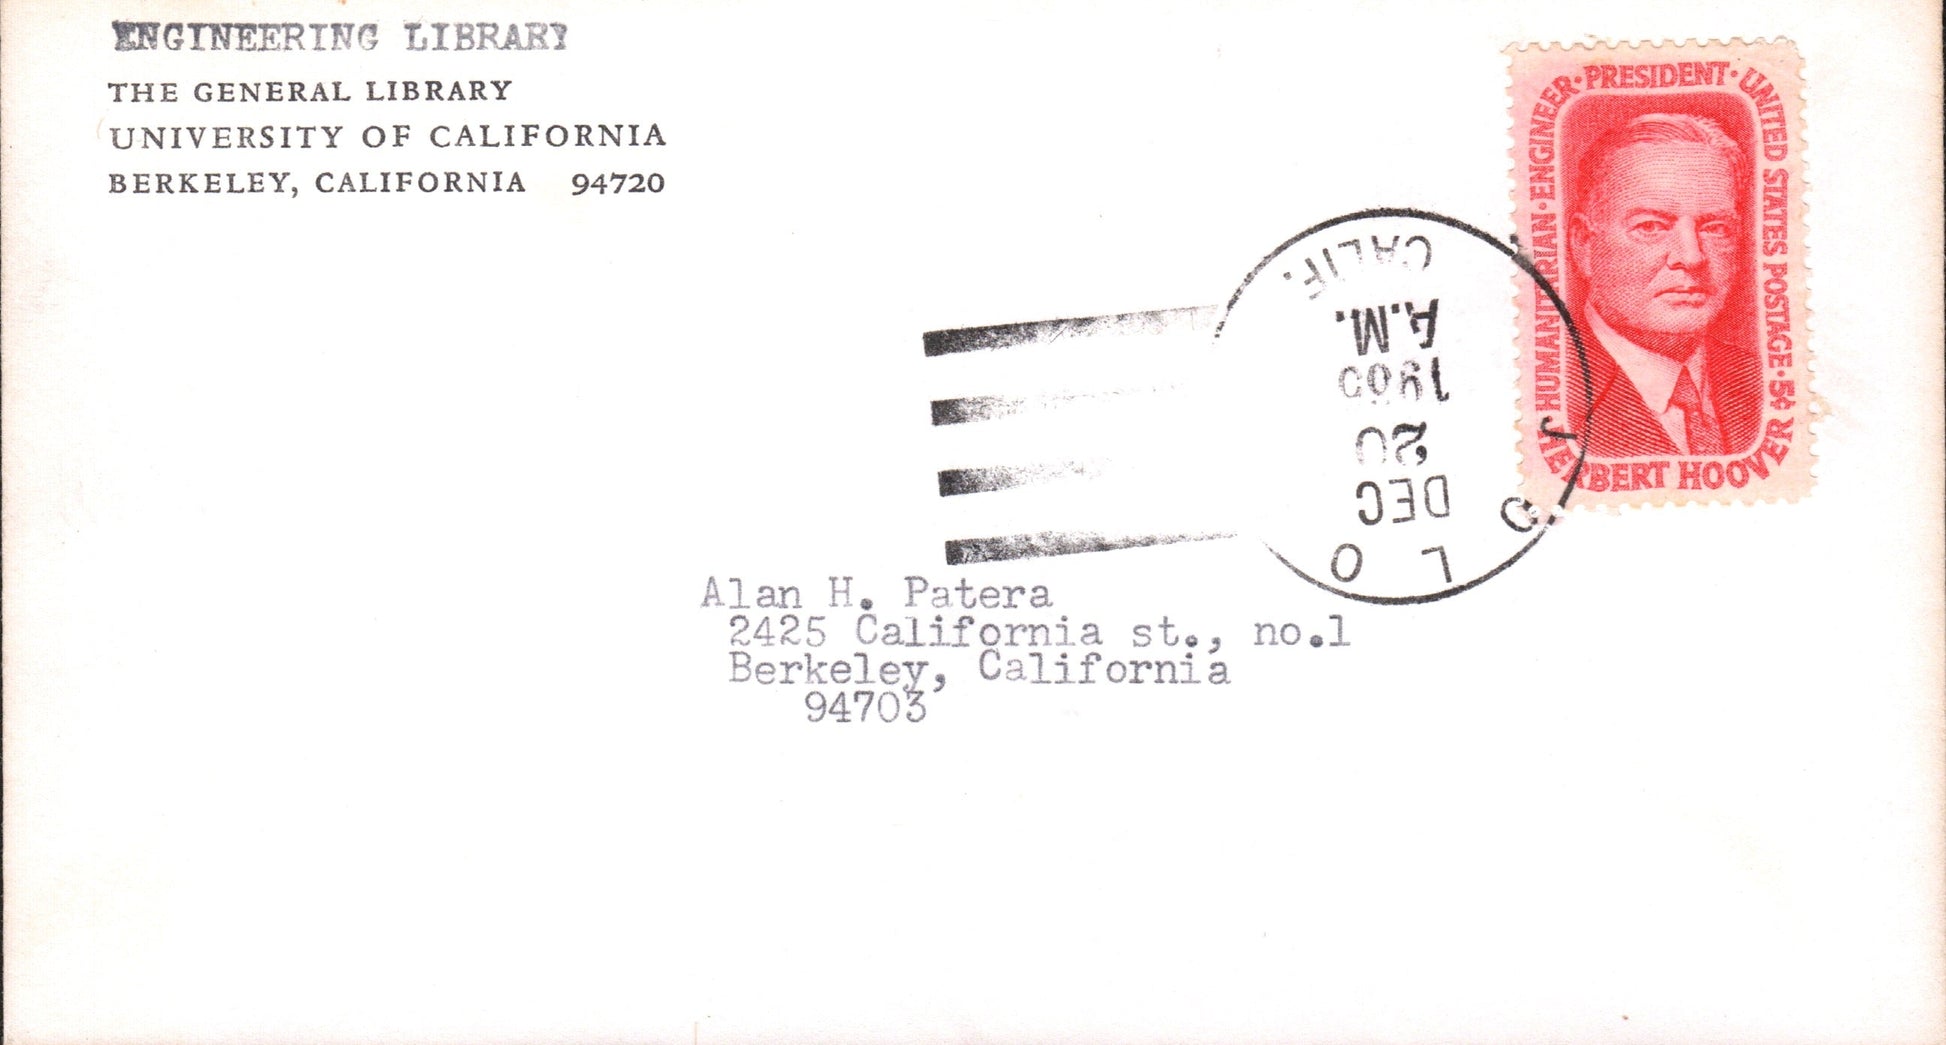 ENGINEERING LIBRARY
THE GENERAL LIBRARY
UNIVERSITY OF CALIFORNIA
BERKELEY, CALIFORNIA 94720
HUMANITARIAN · ENGINEER · PRESIDENT · UNITED STATES POSTAGE · 5¢
HERBERT HOOVER
JOLO
DEC
20
A.M.
CALIF.
Alan H. Patera
2425 California st., no.1
Berkeley, California
94703